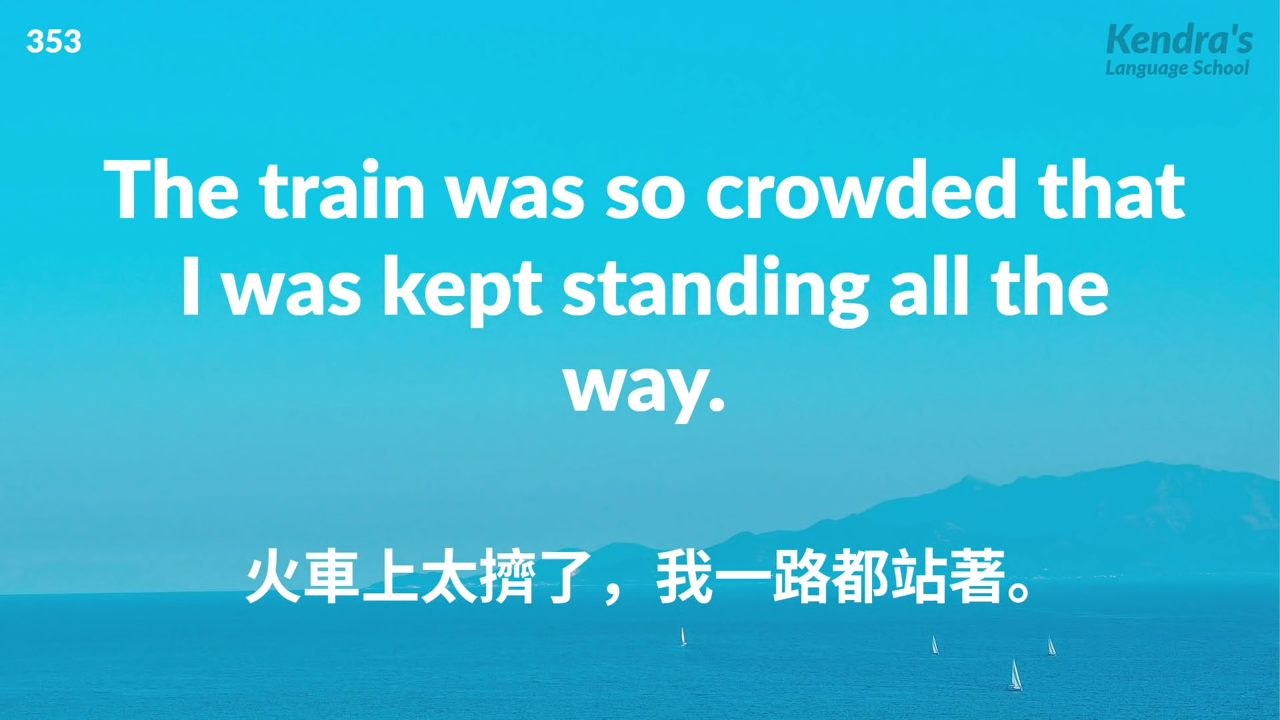 353
Kendra's
Language School
The train was so crowded that
I was kept standing all the
way.
火車上太擠了，我一路都站著。